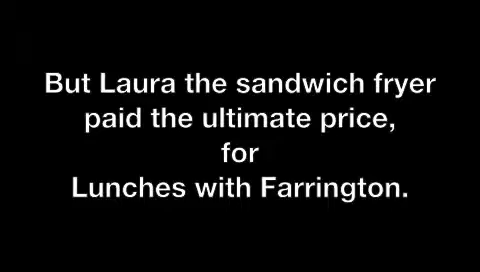 But Laura the sandwich fryer
paid the ultimate price,
for
Lunches with Farrington.